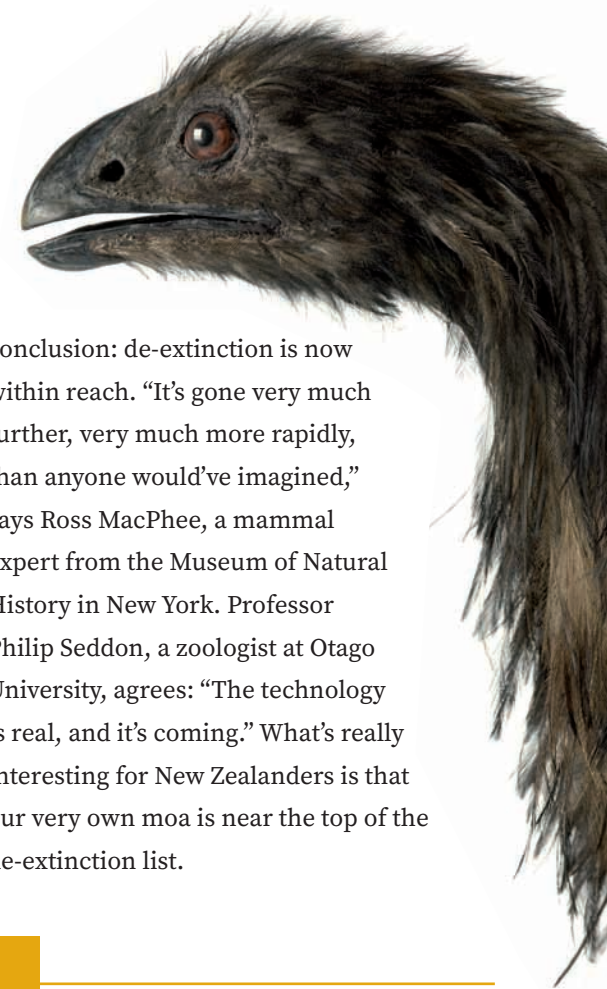 onclusion: de-extinction is now
ithin reach. “It’s gone very much
urther, very much more rapidly,
han anyone would’ve imagined,”
ays Ross MacPhee, a mammal
xpert from the Museum of Natural
History in New York. Professor
Philip Seddon, a zoologist at Otago
University, agrees: “The technology
s real, and it’s coming.” What’s really
nteresting for New Zealanders is that
ur very own moa is near the top of the
e-extinction list.